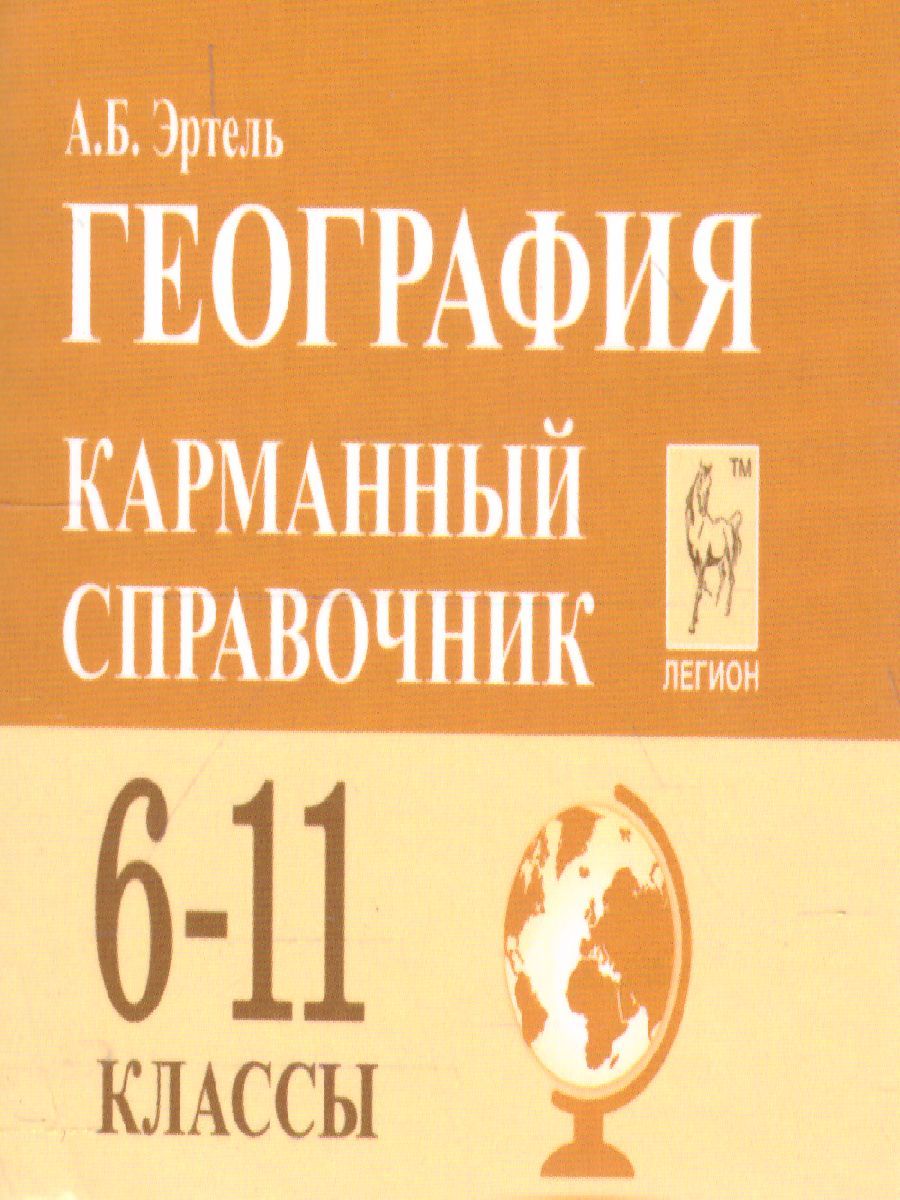 А.Б. Эртель
ГЕОГРАФИЯ
КАРМАННЫЙ
СПРАВОЧНИК
TM
ЛЕГИОН
6-11
КЛАССЫ